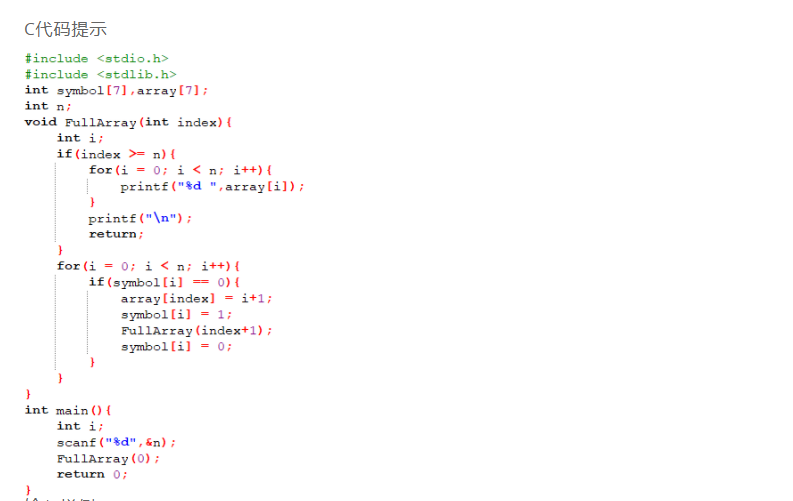 C代码提示
#include <stdio.h>
#include <stdlib.h>
int symbol[7],array[7];
int n;
void FullArray(int index){
    int i;
    if(index >= n){
        for(i = 0; i < n; i++){
            printf("%d ",array[i]);
        }
        printf("\n");
        return;
    }
    for(i = 0; i < n; i++){
        if(symbol[i] == 0){
            array[index] = i+1;
            symbol[i] = 1;
            FullArray(index+1);
            symbol[i] = 0;
        }
    }
}
int main(){
    int i;
    scanf("%d",&n);
    FullArray(0);
    return 0;
}